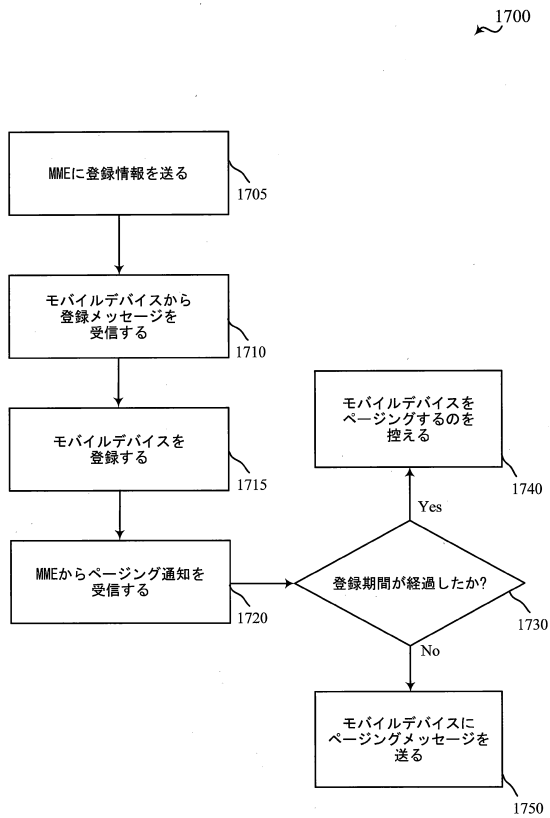 1700
MMEに登録情報を送る
1705
モバイルデバイスから
登録メッセージを
受信する
1710
モバイルデバイスを
登録する
1715
MMEからページング通知を
受信する
1720
登録期間が経過したか?
1730
Yes
モバイルデバイスを
ページングするのを
控える
1740
No
モバイルデバイスに
ページングメッセージを
送る
1750